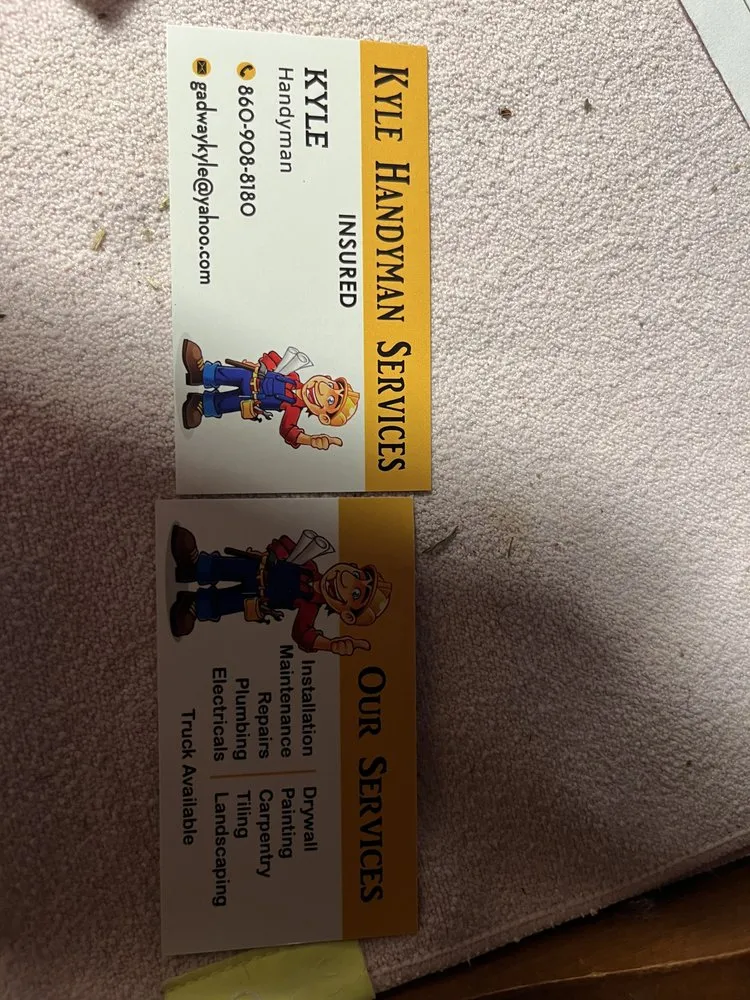 KYLE HANDYMAN SERVICES
INSURED
KYLE
Handyman
860-908-8180
gadwaykyle@yahoo.com
OUR SERVICES
Installation Drywall
Maintenance Painting
Repairs Carpentry
Plumbing Tiling
Electricals Landscaping
Truck Available